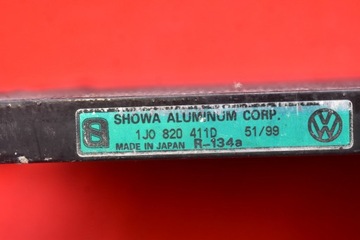 SHOWA ALUMINUM CORP.
1J0 820 411D 51/99
MADE IN JAPAN R-134a